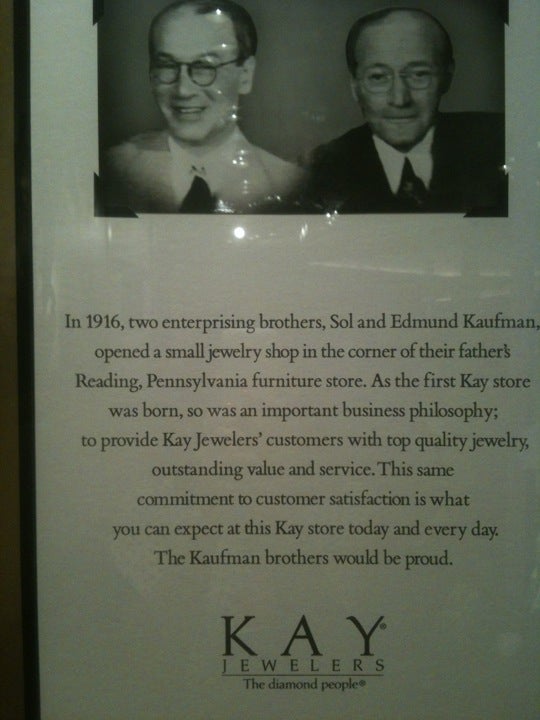 In 1916, two enterprising brothers, Sol and Edmund Kaufman,
opened a small jewelry shop in the corner of their father's
Reading, Pennsylvania furniture store. As the first Kay store
was born, so was an important business philosophy;
to provide Kay Jewelers' customers with top quality jewelry,
outstanding value and service. This same
commitment to customer satisfaction is what
you can expect at this Kay store today and every day.
The Kaufman brothers would be proud.
KAY®
JEWELERS
The diamond people®